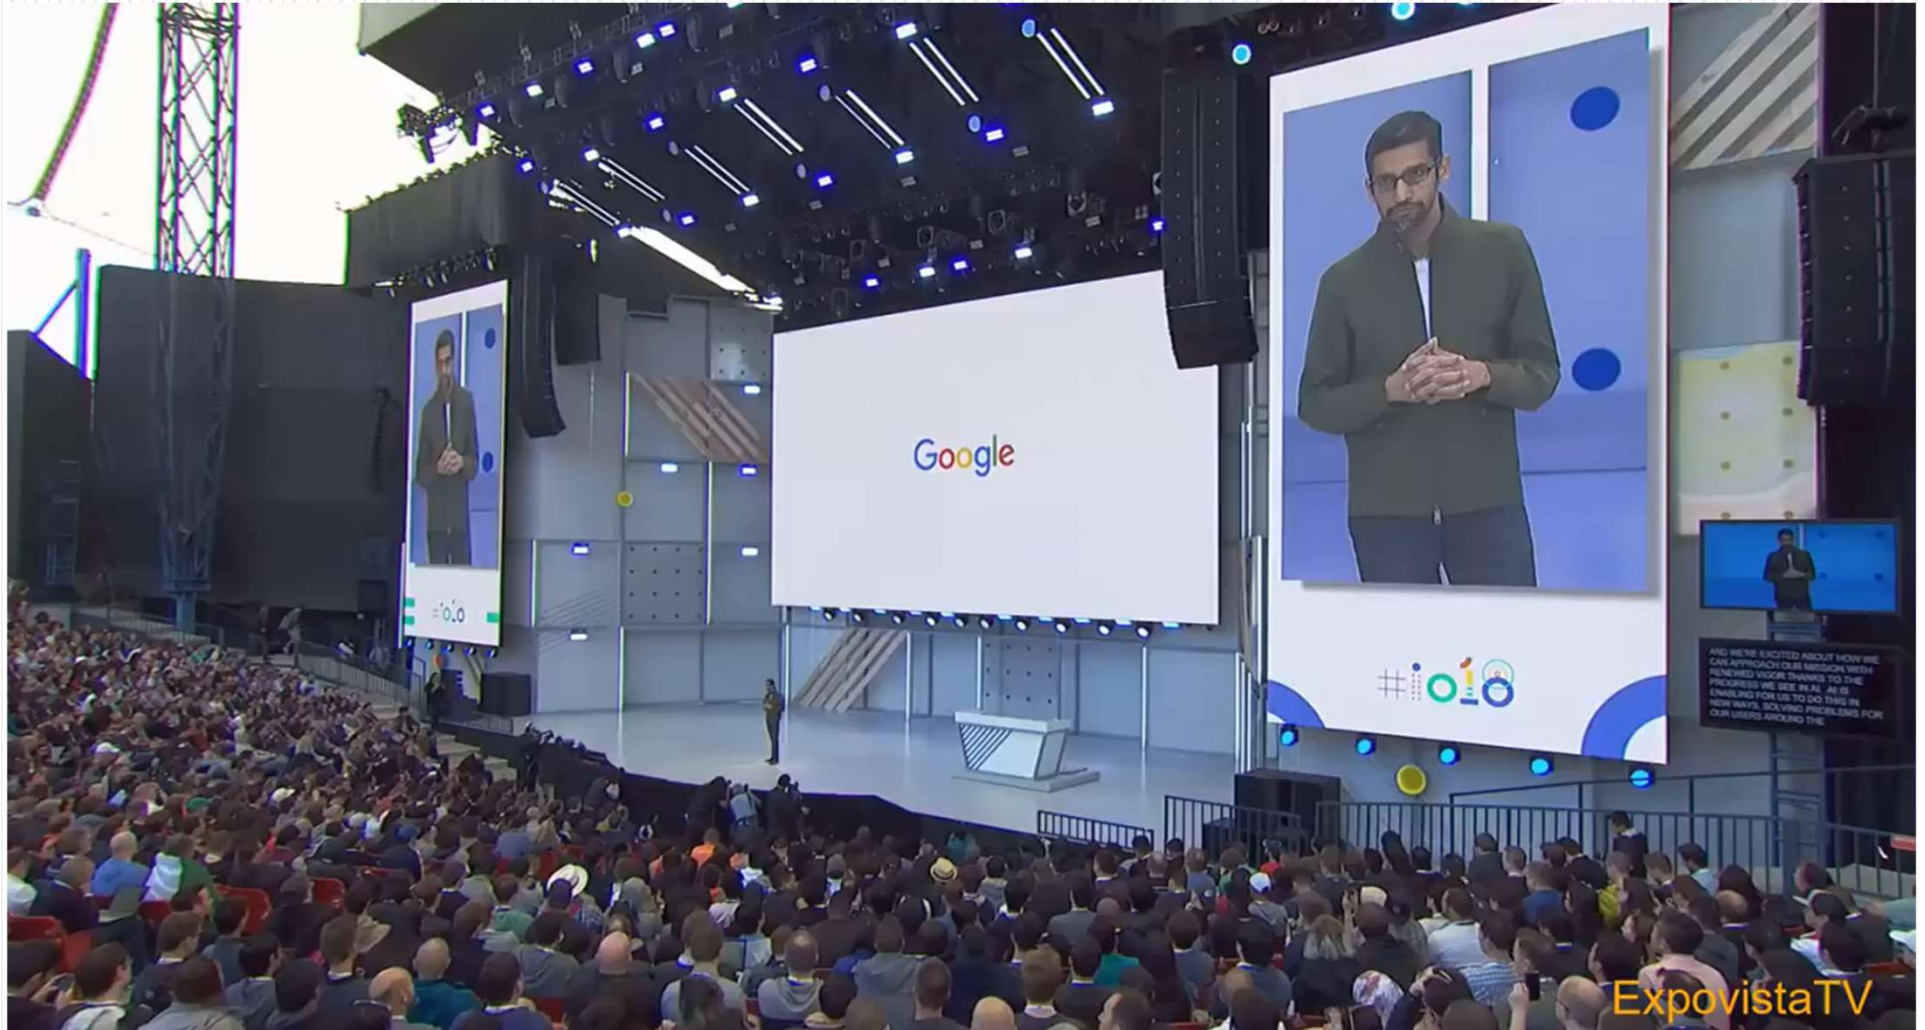 Google
#io18
#io18
AND WE'RE EXCITED ABOUT HOW WE
CAN APPROACH OUR MISSION WITH
RENEWED VIGOR THANKS TO THE
PROGRESS WE SEE IN AI. AI IS
ENABLING FOR US TO DO THIS IN
NEW WAYS, SOLVING PROBLEMS FOR
OUR USERS AROUND THE
ExpovistaTV